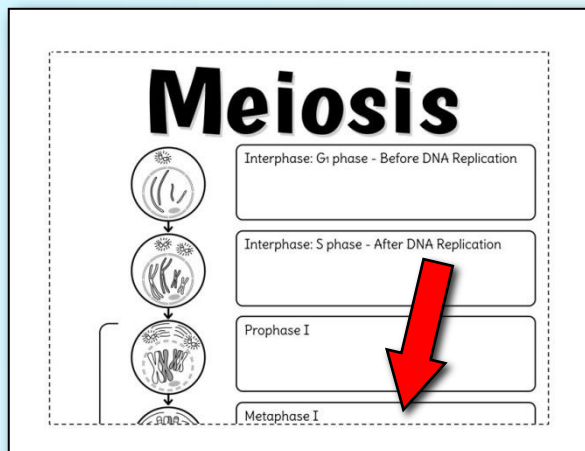 Meiosis
Interphase: G1 phase - Before DNA Replication
Interphase: S phase - After DNA Replication
Prophase I
Metaphase I